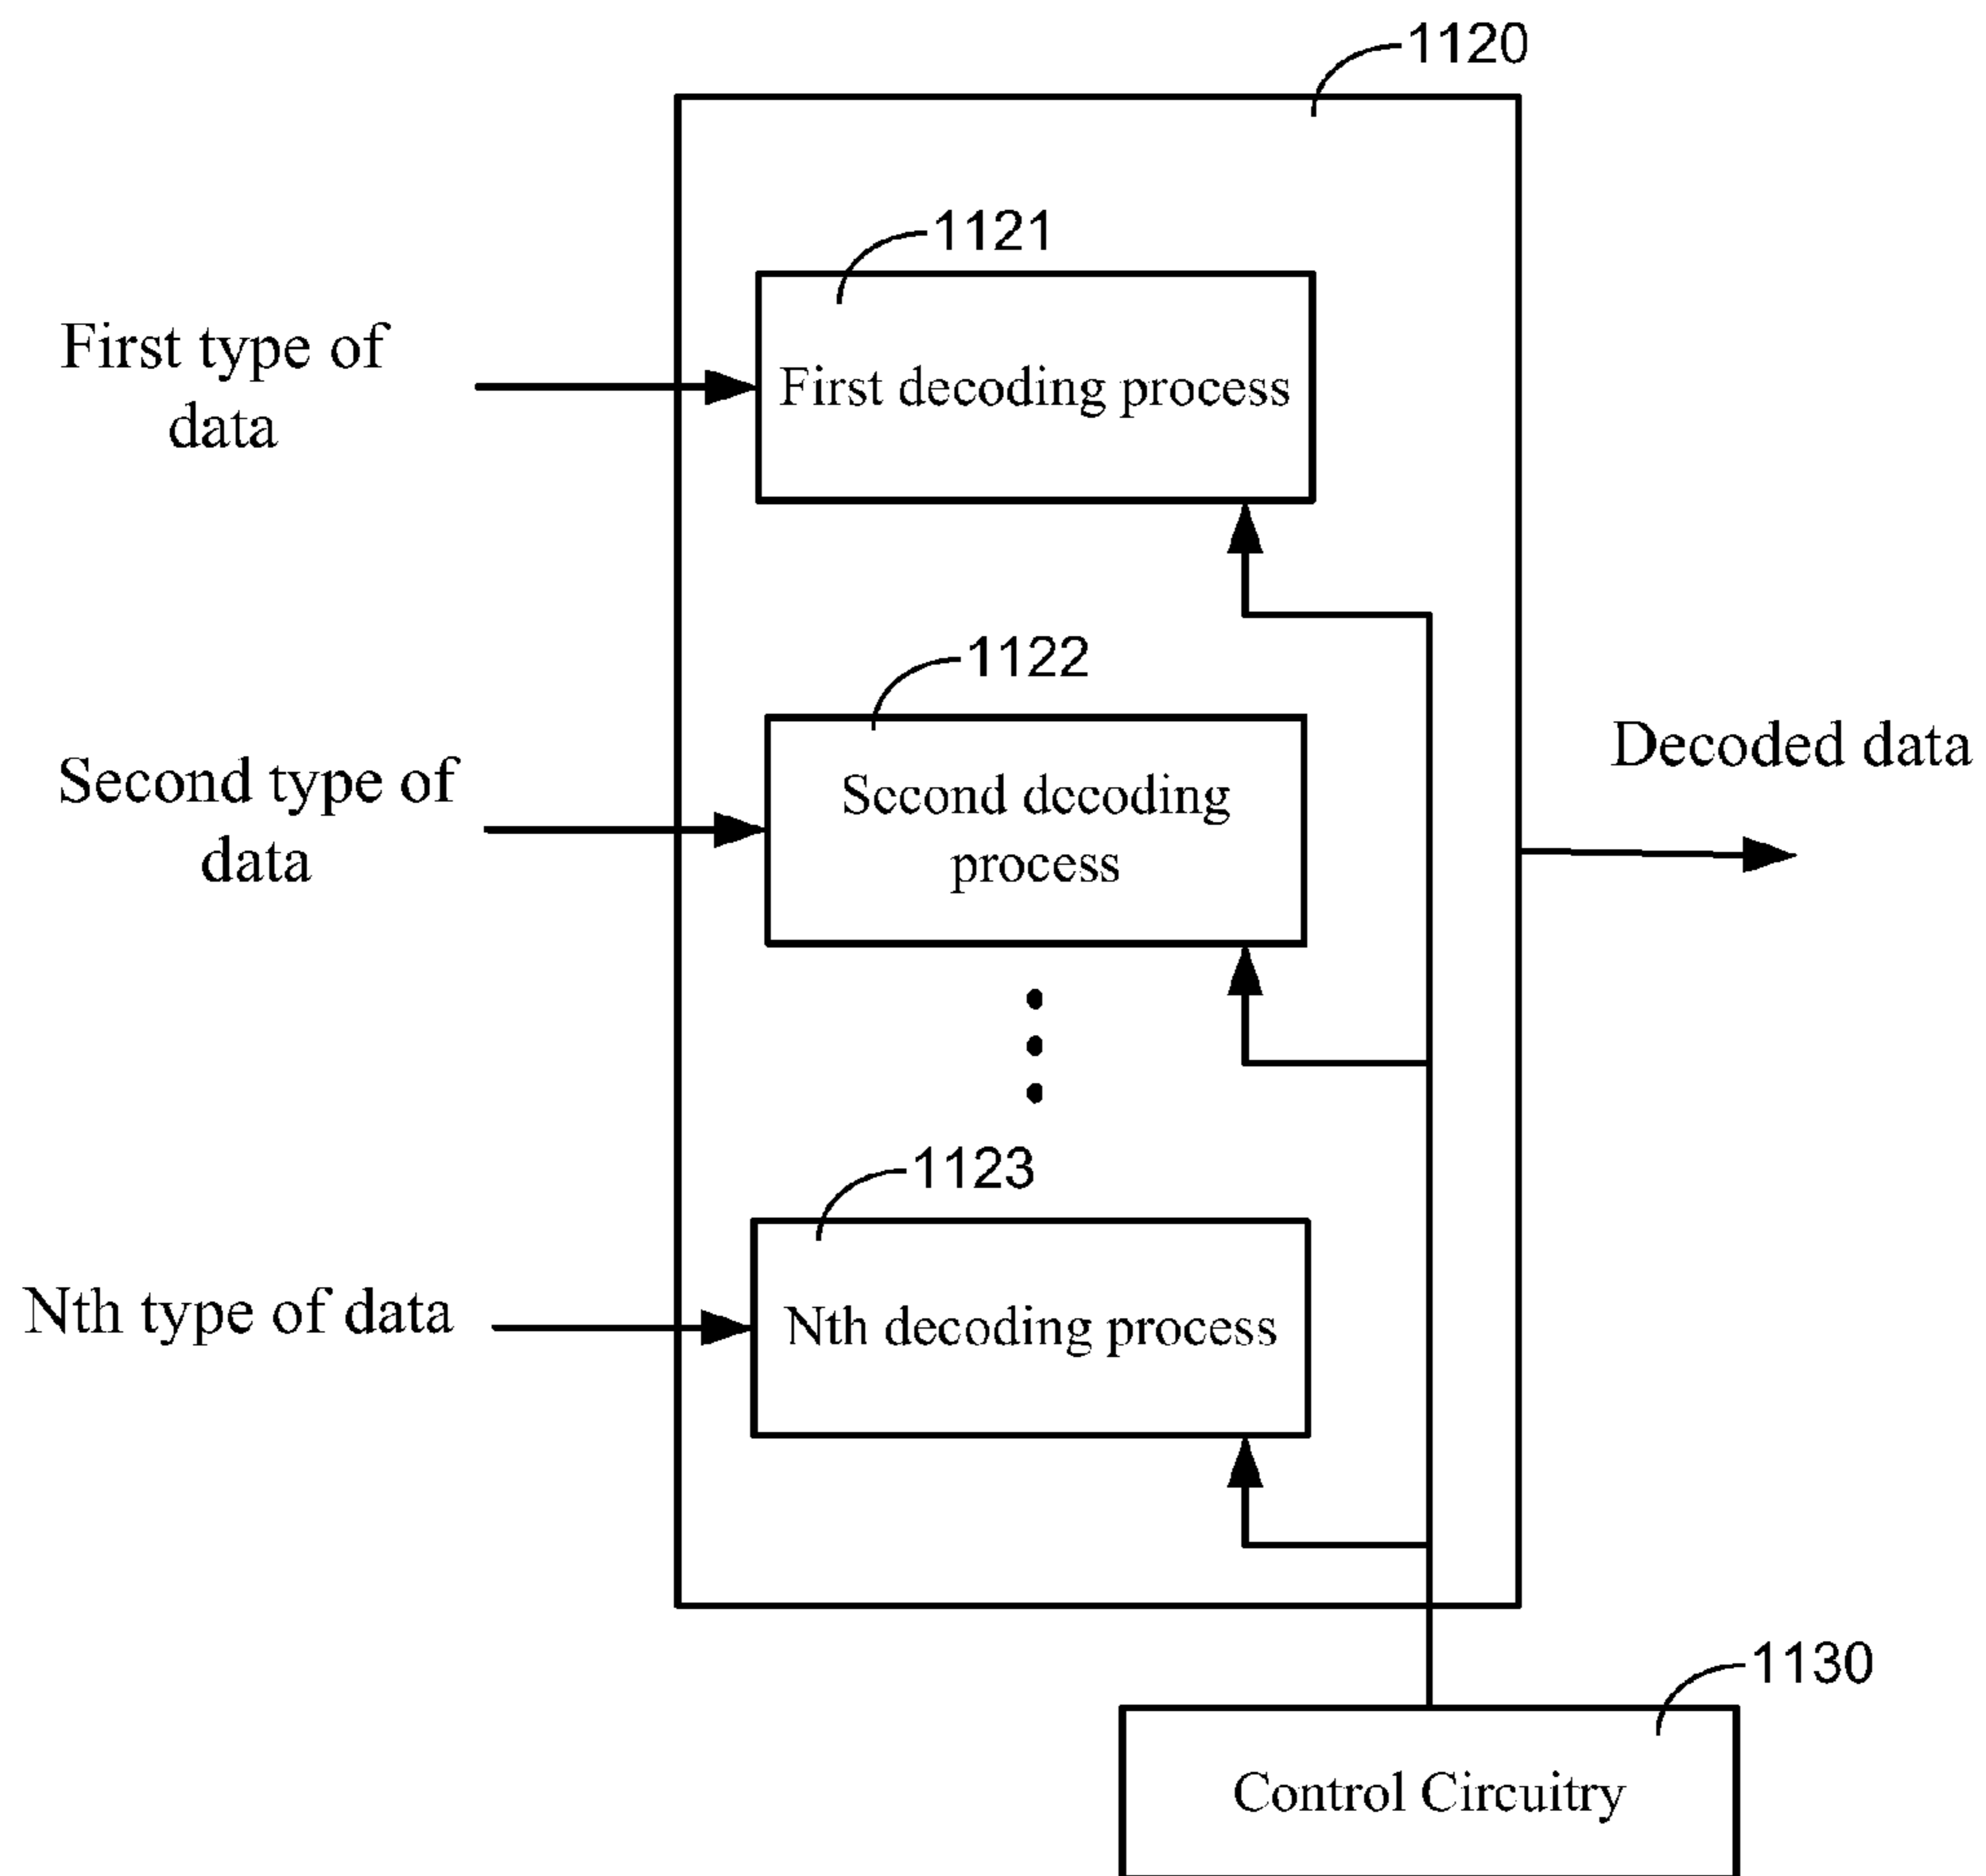 1120
1121
First type of
data
First decoding process
1122
Second type of
data
Second decoding
process
Decoded data
1123
Nth type of data
Nth decoding process
1130
Control Circuitry